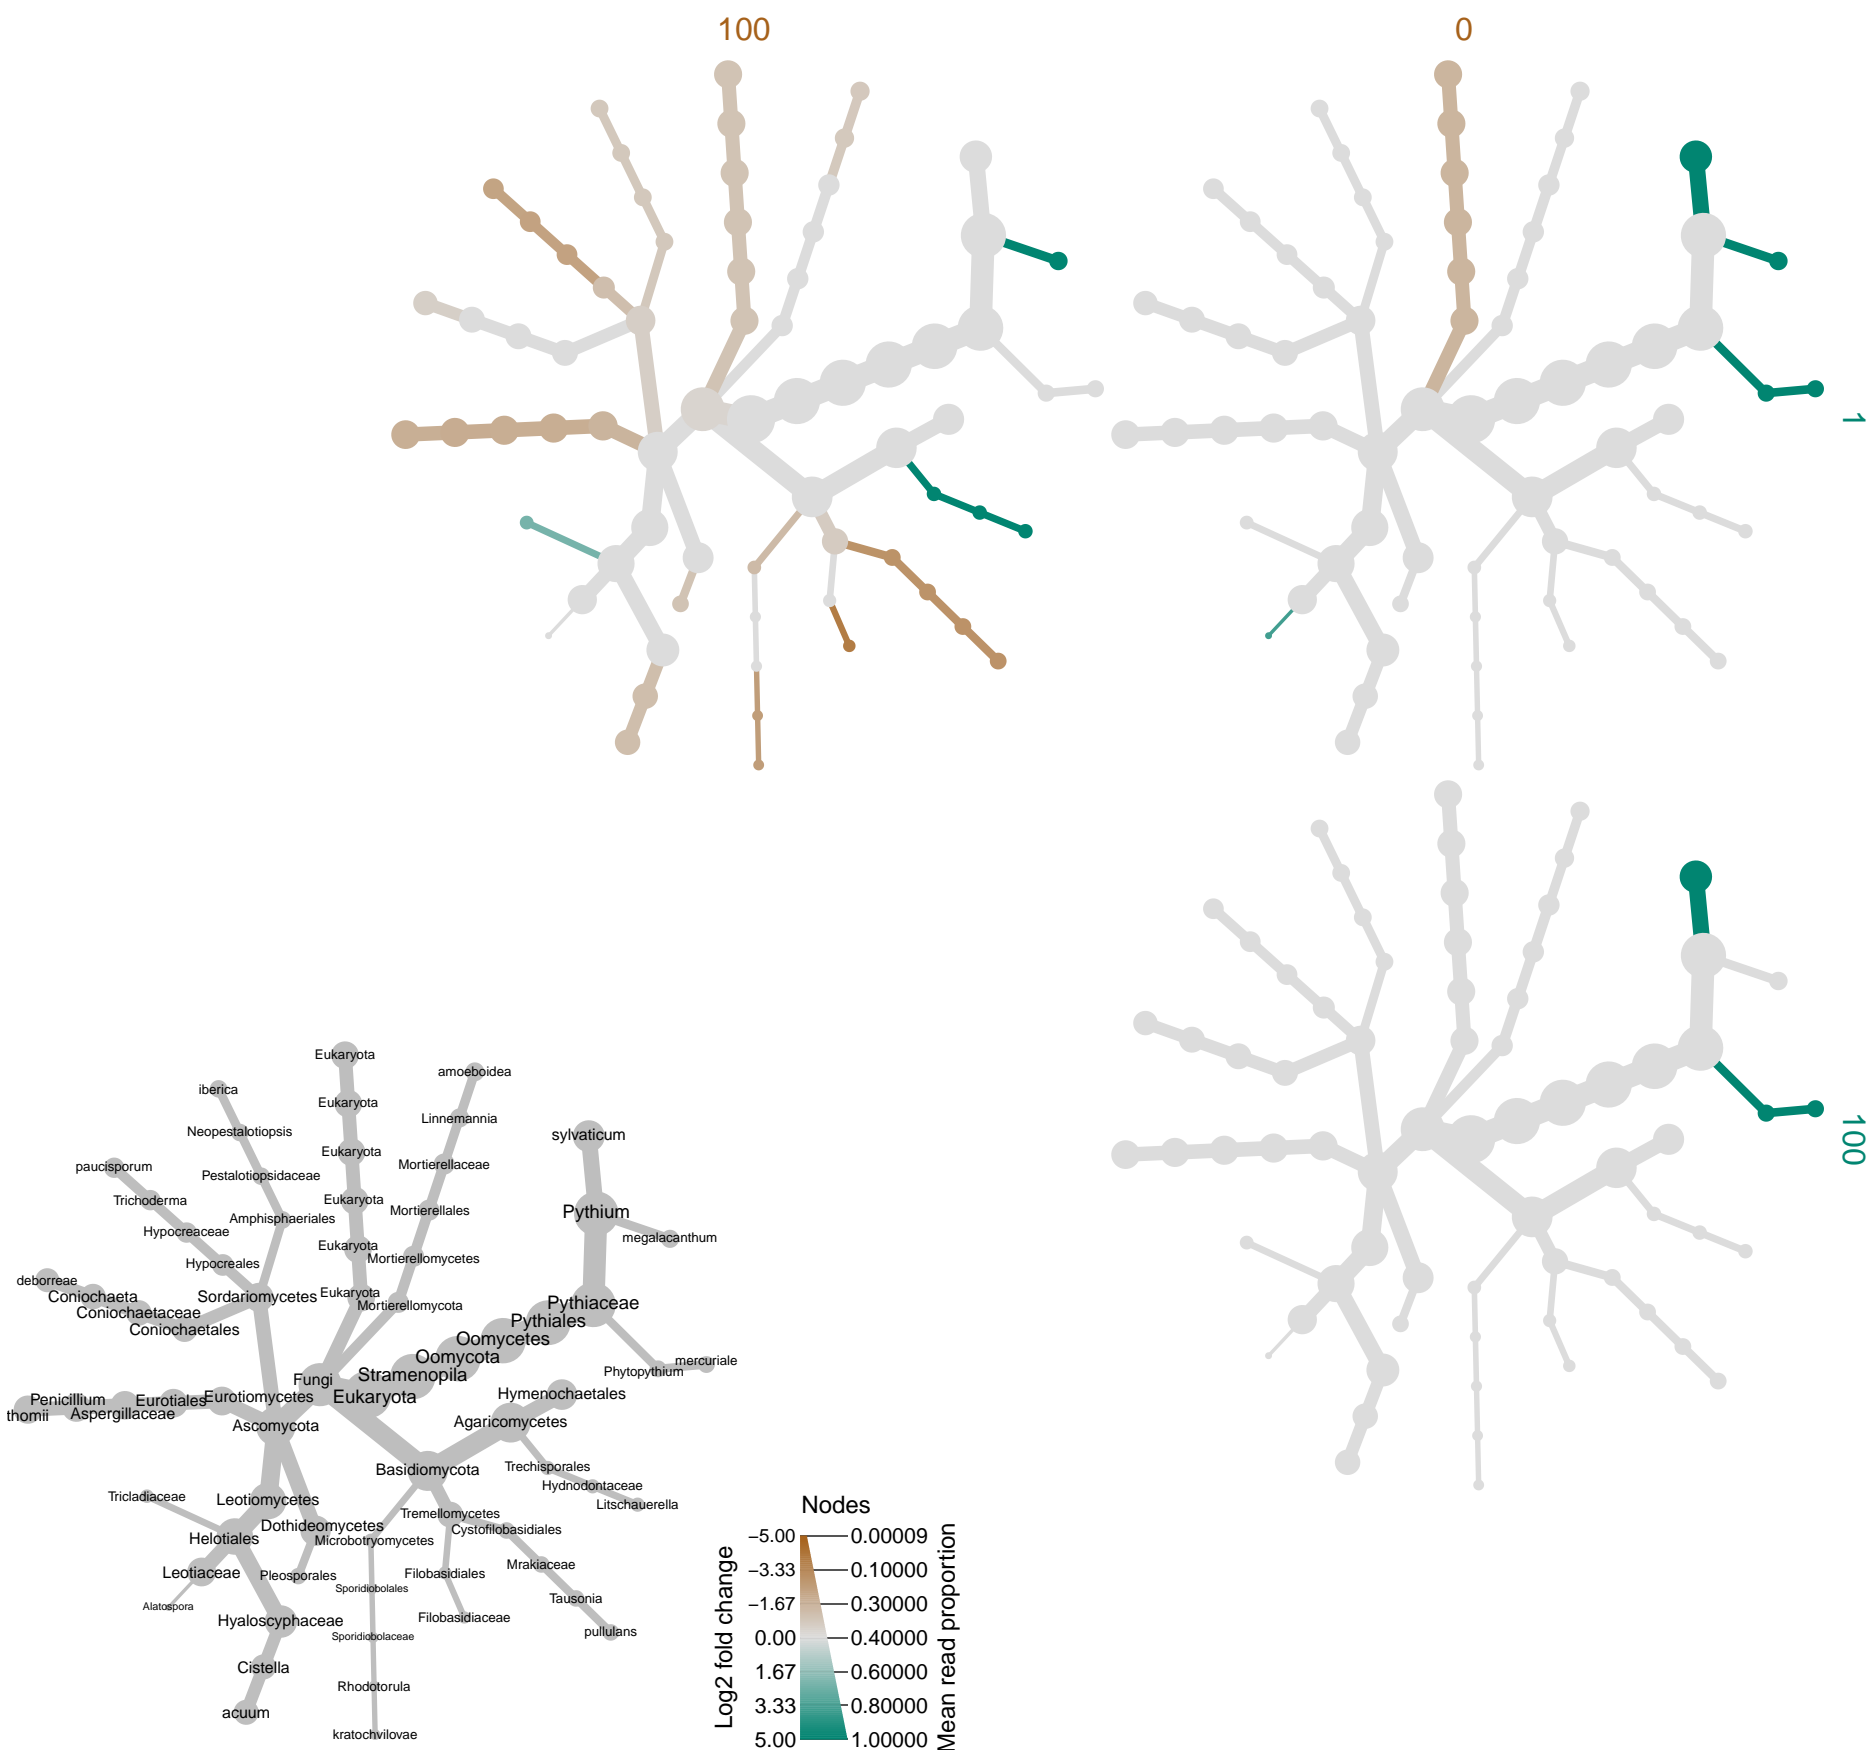 100
0
1
100
Eukaryota
amoeboidea
iberica
Eukaryota
Linnemannia
Neopestalotiopsis
sylvaticum
Eukaryota
Mortierellaceae
paucisporum
Pestalotiopsidaceae
Trichoderma
Eukaryota
Mortierellales
Pythium
Amphisphaeriales
Hypocreaceae
megalacanthum
Eukaryota
Mortierellomycetes
Hypocreales
deborreae
Coniochaeta
Sordariomycetes
Eukaryota
Mortierellomycota
Pythiaceae
Coniochaetaceae
Pythiales
Coniochaetales
Oomycetes
Oomycota
mercuriale
Phytopythium
Stramenopila
Fungi
Eukaryota
Hymenochaetales
Penicillium
Eurotiales
Eurotiomycetes
thomii
Aspergillaceae
Ascomycota
Agaricomycetes
Basidiomycota
Trechisporales
Hydnodontaceae
Litschauerella
Tricladiaceae
Leotiomycetes
Tremellomycetes
Dothideomycetes
Cystofilobasidiales
Helotiales
Microbotryomycetes
Mrakiaceae
Leotiaceae
Pleosporales
Filobasidiales
Sporidiobolales
Tausonia
Alatospora
Hyaloscyphaceae
Filobasidiaceae
pullulans
Sporidiobolaceae
Cistella
Rhodotorula
acuum
kratochvilovae
Nodes
−5.00 0.00009
−3.33 0.10000
−1.67 0.30000
0.00 0.40000
1.67 0.60000
3.33 0.80000
5.00 1.00000
Log2 fold change
Mean read proportion